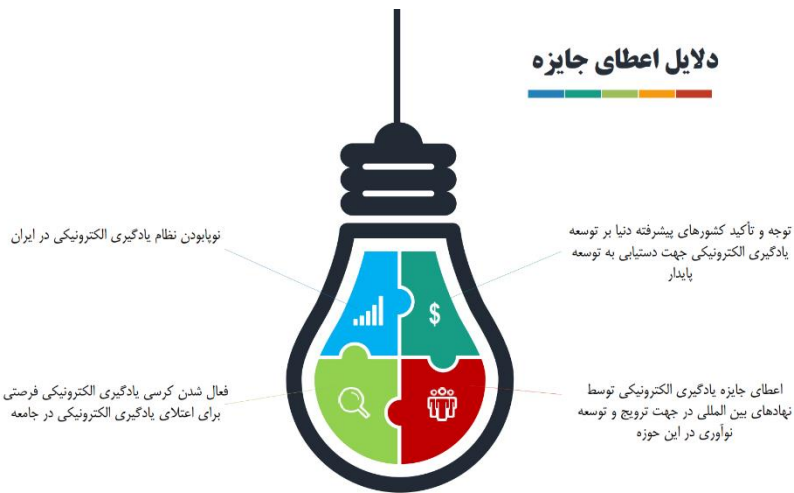 دلایل اعطای جایزه
توجه و تأکید کشورهای پیشرفته دنیا بر توسعه
یادگیری الکترونیکی جهت دستیابی به توسعه
پایدار
نوپابودن نظام یادگیری الکترونیکی در ایران
$
اعطای جایزه یادگیری الکترونیکی توسط
نهادهای بین المللی در جهت ترویج و توسعه
نوآوری در این حوزه
فعال شدن کرسی یادگیری الکترونیکی فرصتی
برای اعتلای یادگیری الکترونیکی در جامعه